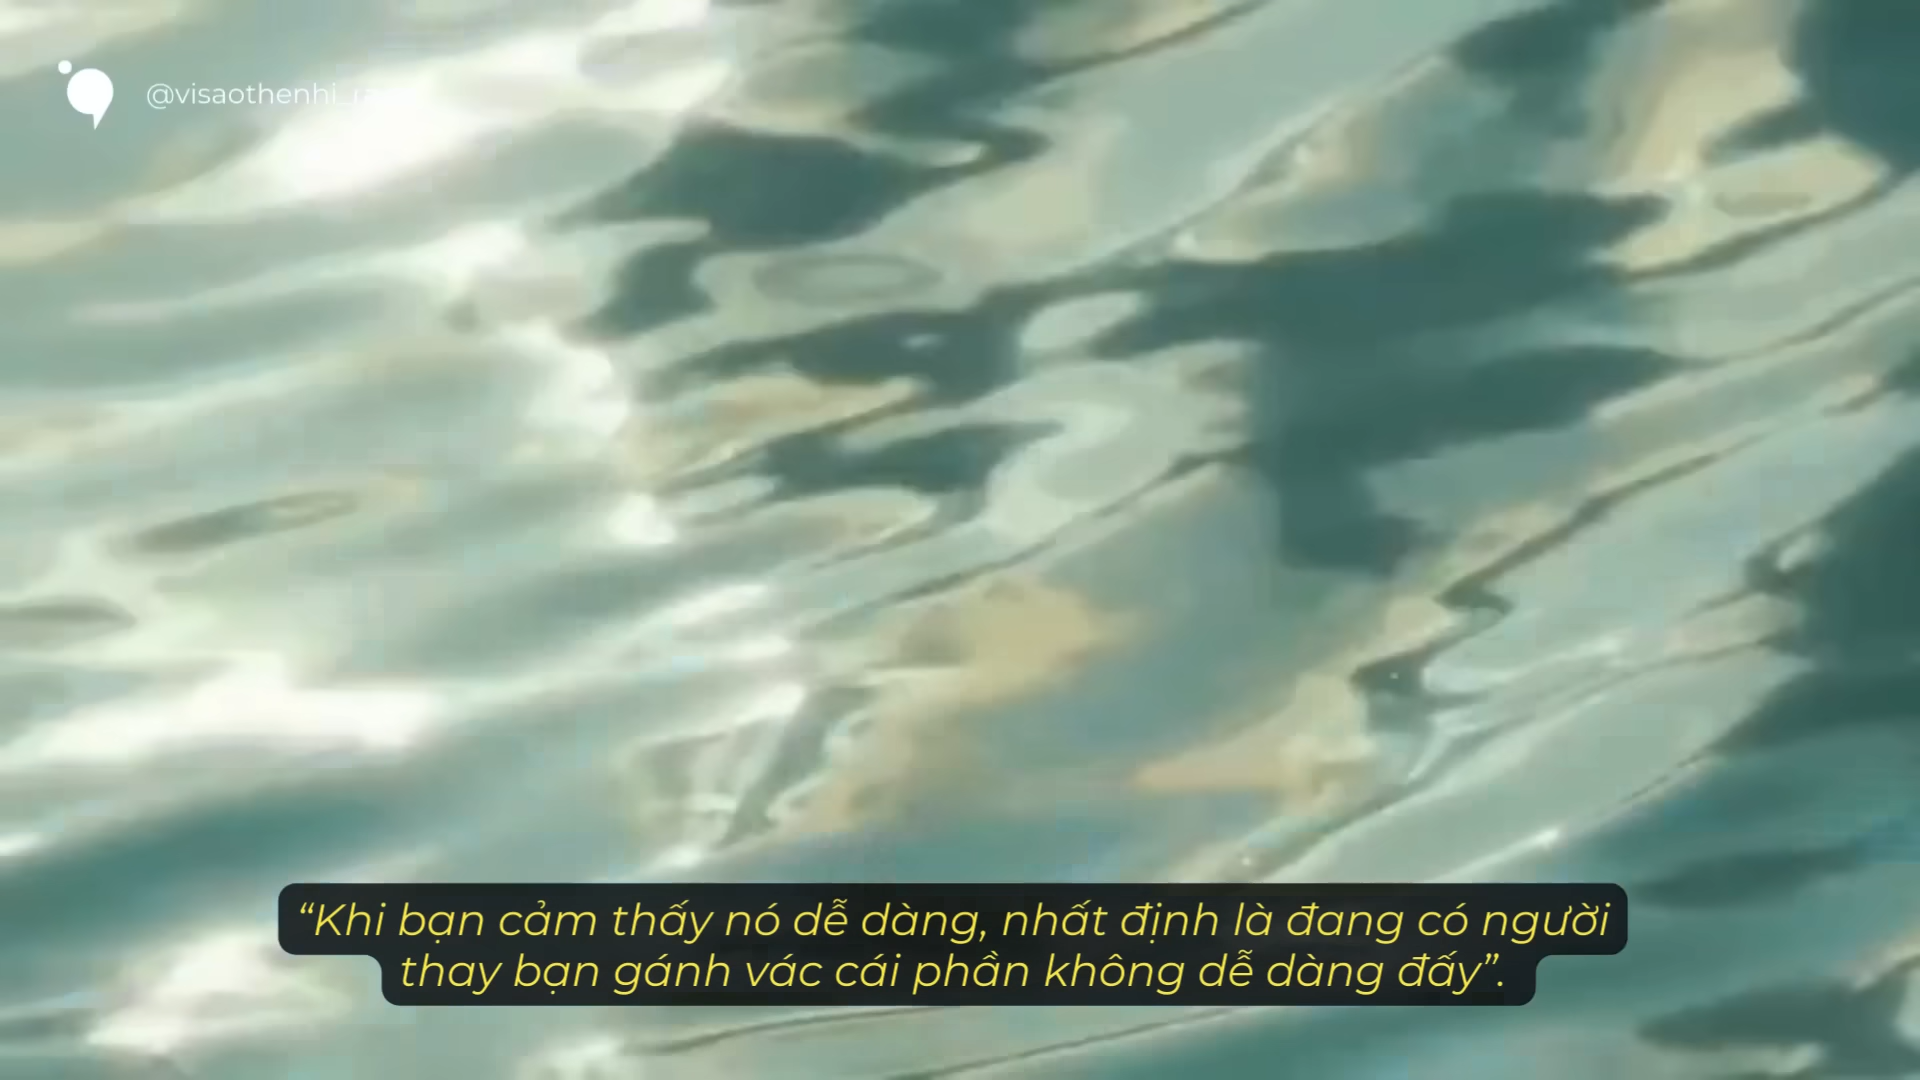 @visaothenhi
“Khi bạn cảm thấy nó dễ dàng, nhất định là đang có người
thay bạn gánh vác cái phần không dễ dàng đấy”.